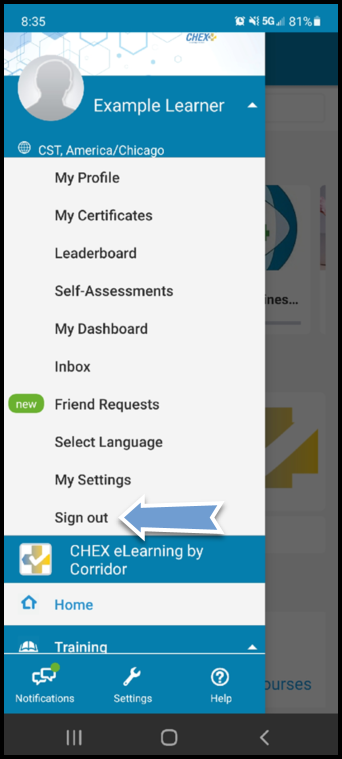 8:35
5G
81%
CHEX
Example Learner
CST, America/Chicago
My Profile
My Certificates
Leaderboard
Self-Assessments
My Dashboard
Inbox
new
Friend Requests
Select Language
My Settings
Sign out
CHEX eLearning by
Corridor
Home
Training
Notifications
Settings
Help
ines...
ourses